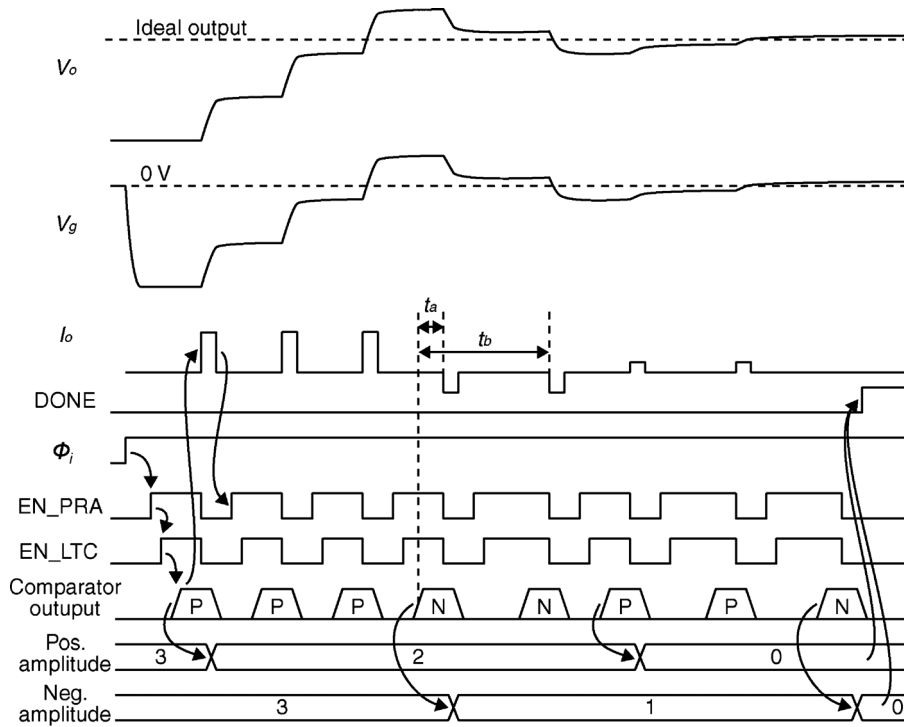 Ideal output
Vo
0 V
Vg
ta
tb
Io
DONE
Φi
EN_PRA
EN_LTC
Comparator
outuput
P P P N N P P N
Pos.
amplitude
3 2 0
Neg.
amplitude
3 1 0